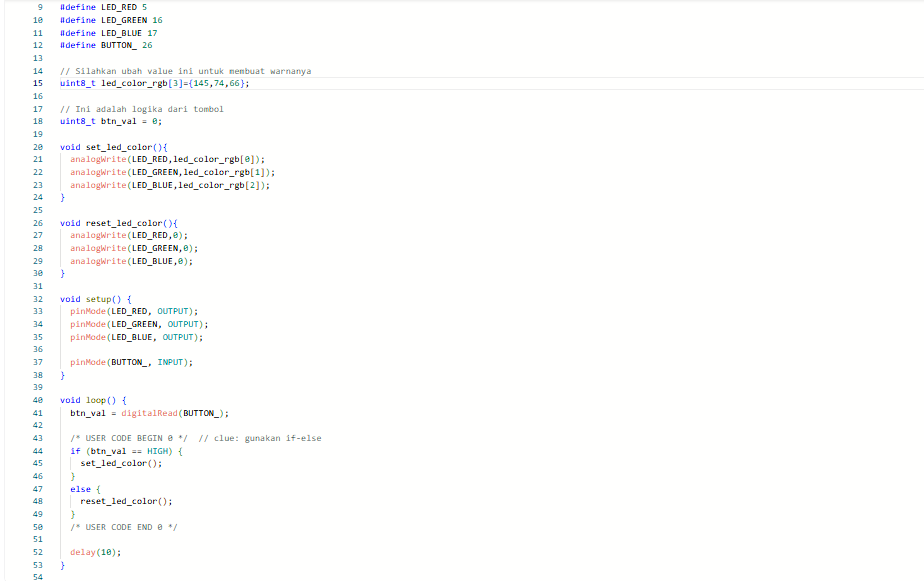 9 #define LED_RED 5
10 #define LED_GREEN 16
11 #define LED_BLUE 17
12 #define BUTTON_ 26
13
14 // Silahkan ubah value ini untuk membuat warnanya
15 uint8_t led_color_rgb[3]={145,74,66};
16
17 // Ini adalah logika dari tombol
18 uint8_t btn_val = 0;
19
20 void set_led_color(){
21 analogWrite(LED_RED,led_color_rgb[0]);
22 analogWrite(LED_GREEN,led_color_rgb[1]);
23 analogWrite(LED_BLUE,led_color_rgb[2]);
24 }
25
26 void reset_led_color(){
27 analogWrite(LED_RED,0);
28 analogWrite(LED_GREEN,0);
29 analogWrite(LED_BLUE,0);
30 }
31
32 void setup() {
33 pinMode(LED_RED, OUTPUT);
34 pinMode(LED_GREEN, OUTPUT);
35 pinMode(LED_BLUE, OUTPUT);
36
37 pinMode(BUTTON_, INPUT);
38 }
39
40 void loop() {
41 btn_val = digitalRead(BUTTON_);
42
43 /* USER CODE BEGIN 0 */ // clue: gunakan if-else
44 if (btn_val == HIGH) {
45 set_led_color();
46 }
47 else {
48 reset_led_color();
49 }
50 /* USER CODE END 0 */
51
52 delay(10);
53 }
54